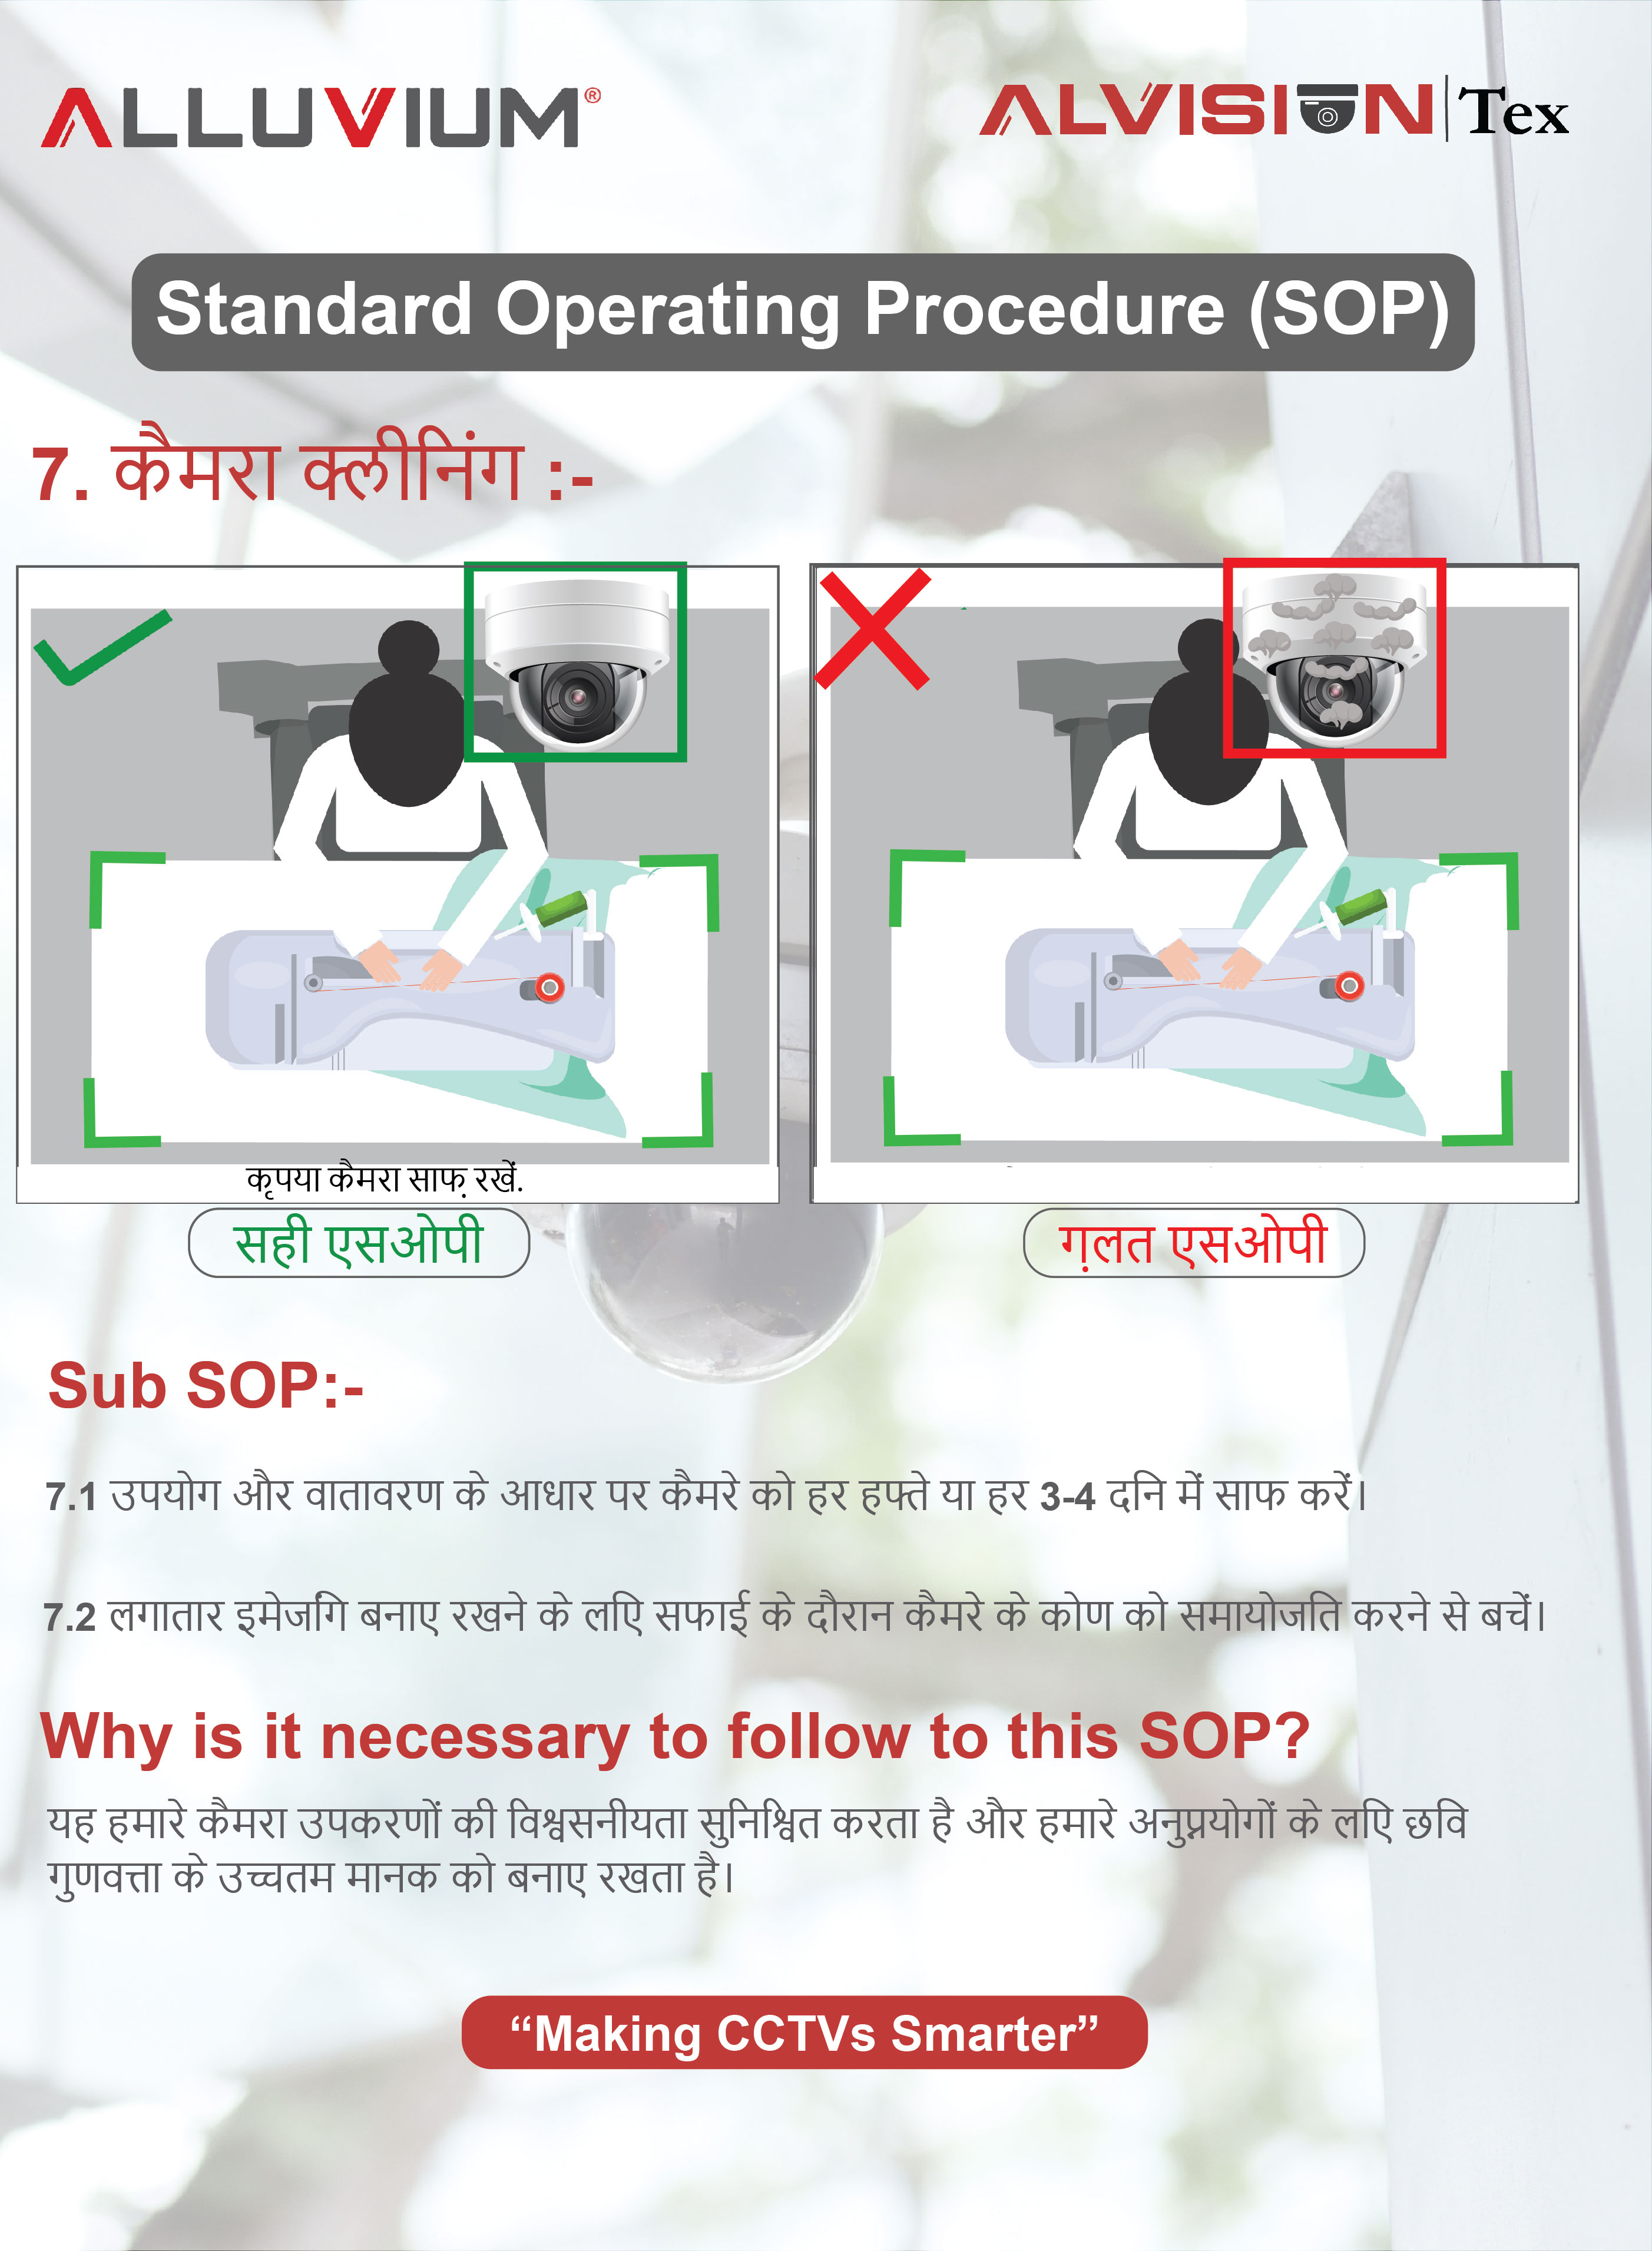 ALLUVIUM®
ALVISION | Tex
Standard Operating Procedure (SOP)
7. कैमरा क्लीनिंग :-
कृपया कैमरा साफ़ रखें.
सही एसओपी
ग़लत एसओपी
Sub SOP:-
7.1 उपयोग और वातावरण के आधार पर कैमरे को हर हफ्ते या हर 3-4 दिन में साफ करें।
7.2 लगातार इमेजिंग बनाए रखने के लिए सफाई के दौरान कैमरे के कोण को समायोजित करने से बचें।
Why is it necessary to follow to this SOP?
यह हमारे कैमरा उपकरणों की विश्वसनीयता सुनिश्चित करता है और हमारे अनुप्रयोगों के लिए छवि
गुणवत्ता के उच्चतम मानक को बनाए रखता है।
“Making CCTVs Smarter”